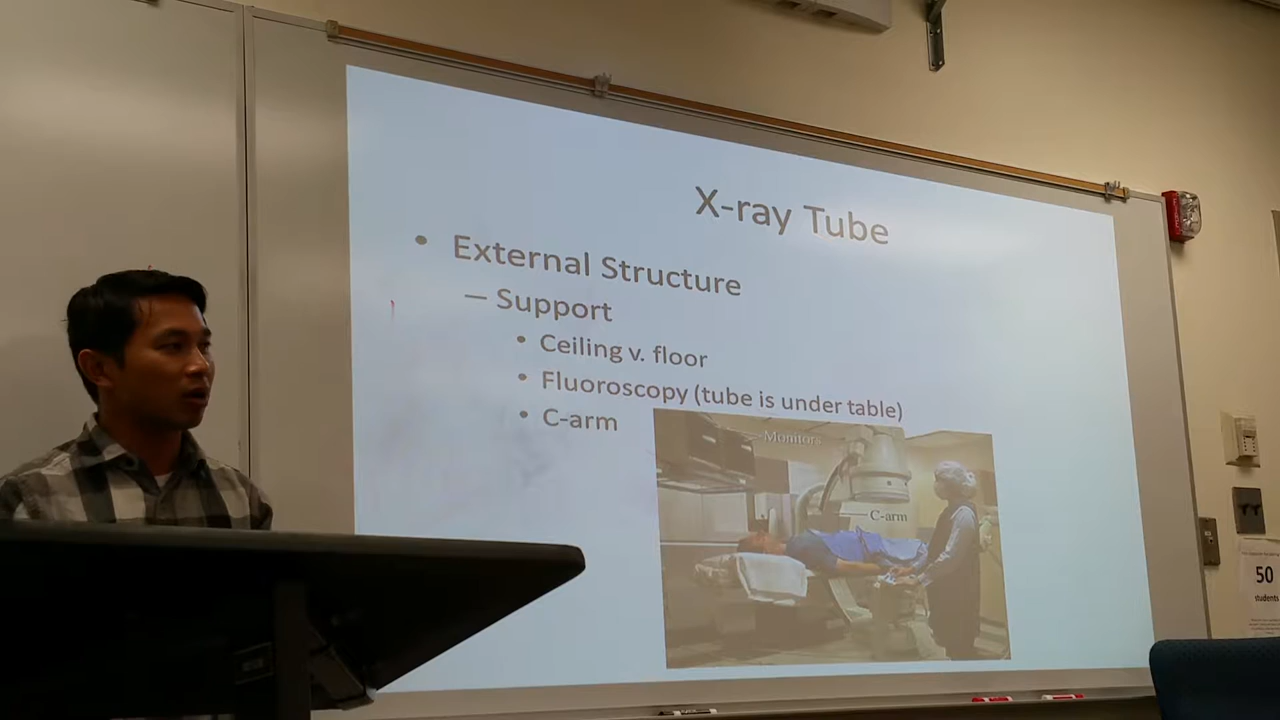 X-ray Tube
• External Structure
– Support
• Ceiling v. floor
• Fluoroscopy (tube is under table)
• C-arm
Monitors
C-arm
50
students